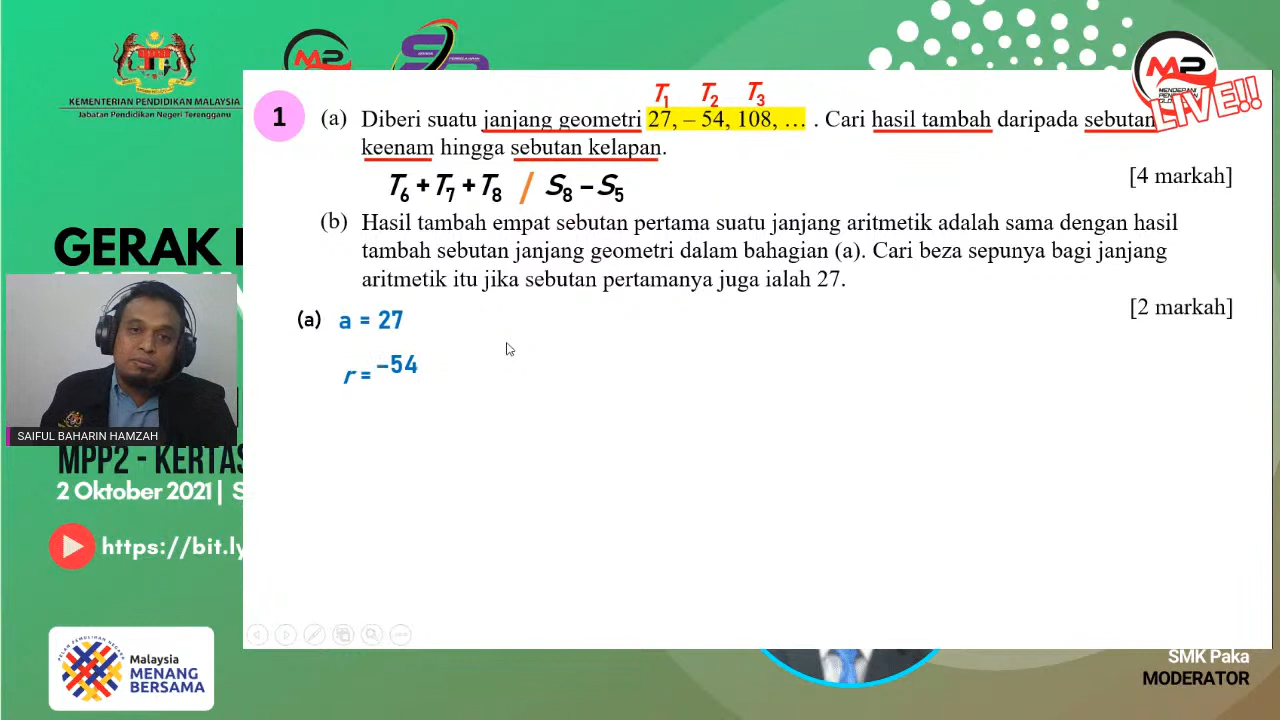 KEMENTERIAN PENDIDIKAN MALAYSIA
Jabatan Pendidikan Negeri Terengganu
MP
MP
LIVE!!
T1 T2 T3
1 (a) Diberi suatu janjang geometri 27, – 54, 108, … . Cari hasil tambah daripada sebutan
keenam hingga sebutan kelapan.
[4 markah]
T6 + T7 + T8 / S8 – S5
(b) Hasil tambah empat sebutan pertama suatu janjang aritmetik adalah sama dengan hasil
tambah sebutan janjang geometri dalam bahagian (a). Cari beza sepunya bagi janjang
aritmetik itu jika sebutan pertamanya juga ialah 27.
[2 markah]
(a) a = 27
r = –54
GERAK
SAIFUL BAHARIN HAMZAH
MPP2 - KERTAS
2 Oktober 2021 | S
https://bit.ly
Malaysia
MENANG
BERSAMA
SMK Paka
MODERATOR